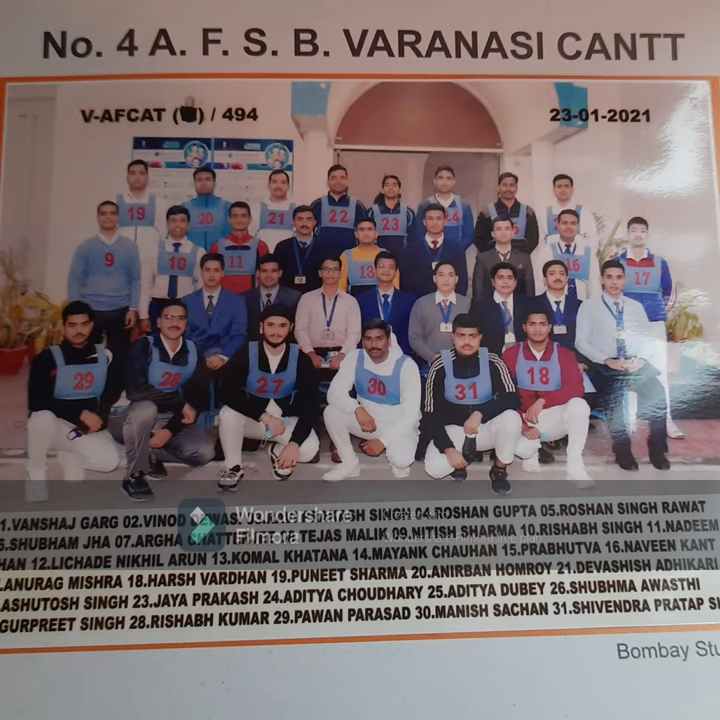 No. 4 A. F. S. B. VARANASI CANTT
V-AFCAT ( ) / 494
23-01-2021
19 20 21 22 23 24
9 10 11 13 16 17
29 28 27 30 31 18
1.VANSHAJ GARG 02.VINOD SINGH 04.ROSHAN GUPTA 05.ROSHAN SINGH RAWAT
6.SHUBHAM JHA 07.ARGHA TEJAS MALIK 09.NITISH SHARMA 10.RISHABH SINGH 11.NADEEM
HAN 12.LICHADE NIKHIL ARUN 13.KOMAL KHATANA 14.MAYANK CHAUHAN 15.PRABHUTVA 16.NAVEEN KANT
.ANURAG MISHRA 18.HARSH VARDHAN 19.PUNEET SHARMA 20.ANIRBAN HOMROY 21.DEVASHISH ADHIKARI
.ASHUTOSH SINGH 23.JAYA PRAKASH 24.ADITYA CHOUDHARY 25.ADITYA DUBEY 26.SHUBHMA AWASTHI
GURPREET SINGH 28.RISHABH KUMAR 29.PAWAN PARASAD 30.MANISH SACHAN 31.SHIVENDRA PRATAP
Wondershare
Filmora
Bombay Stu